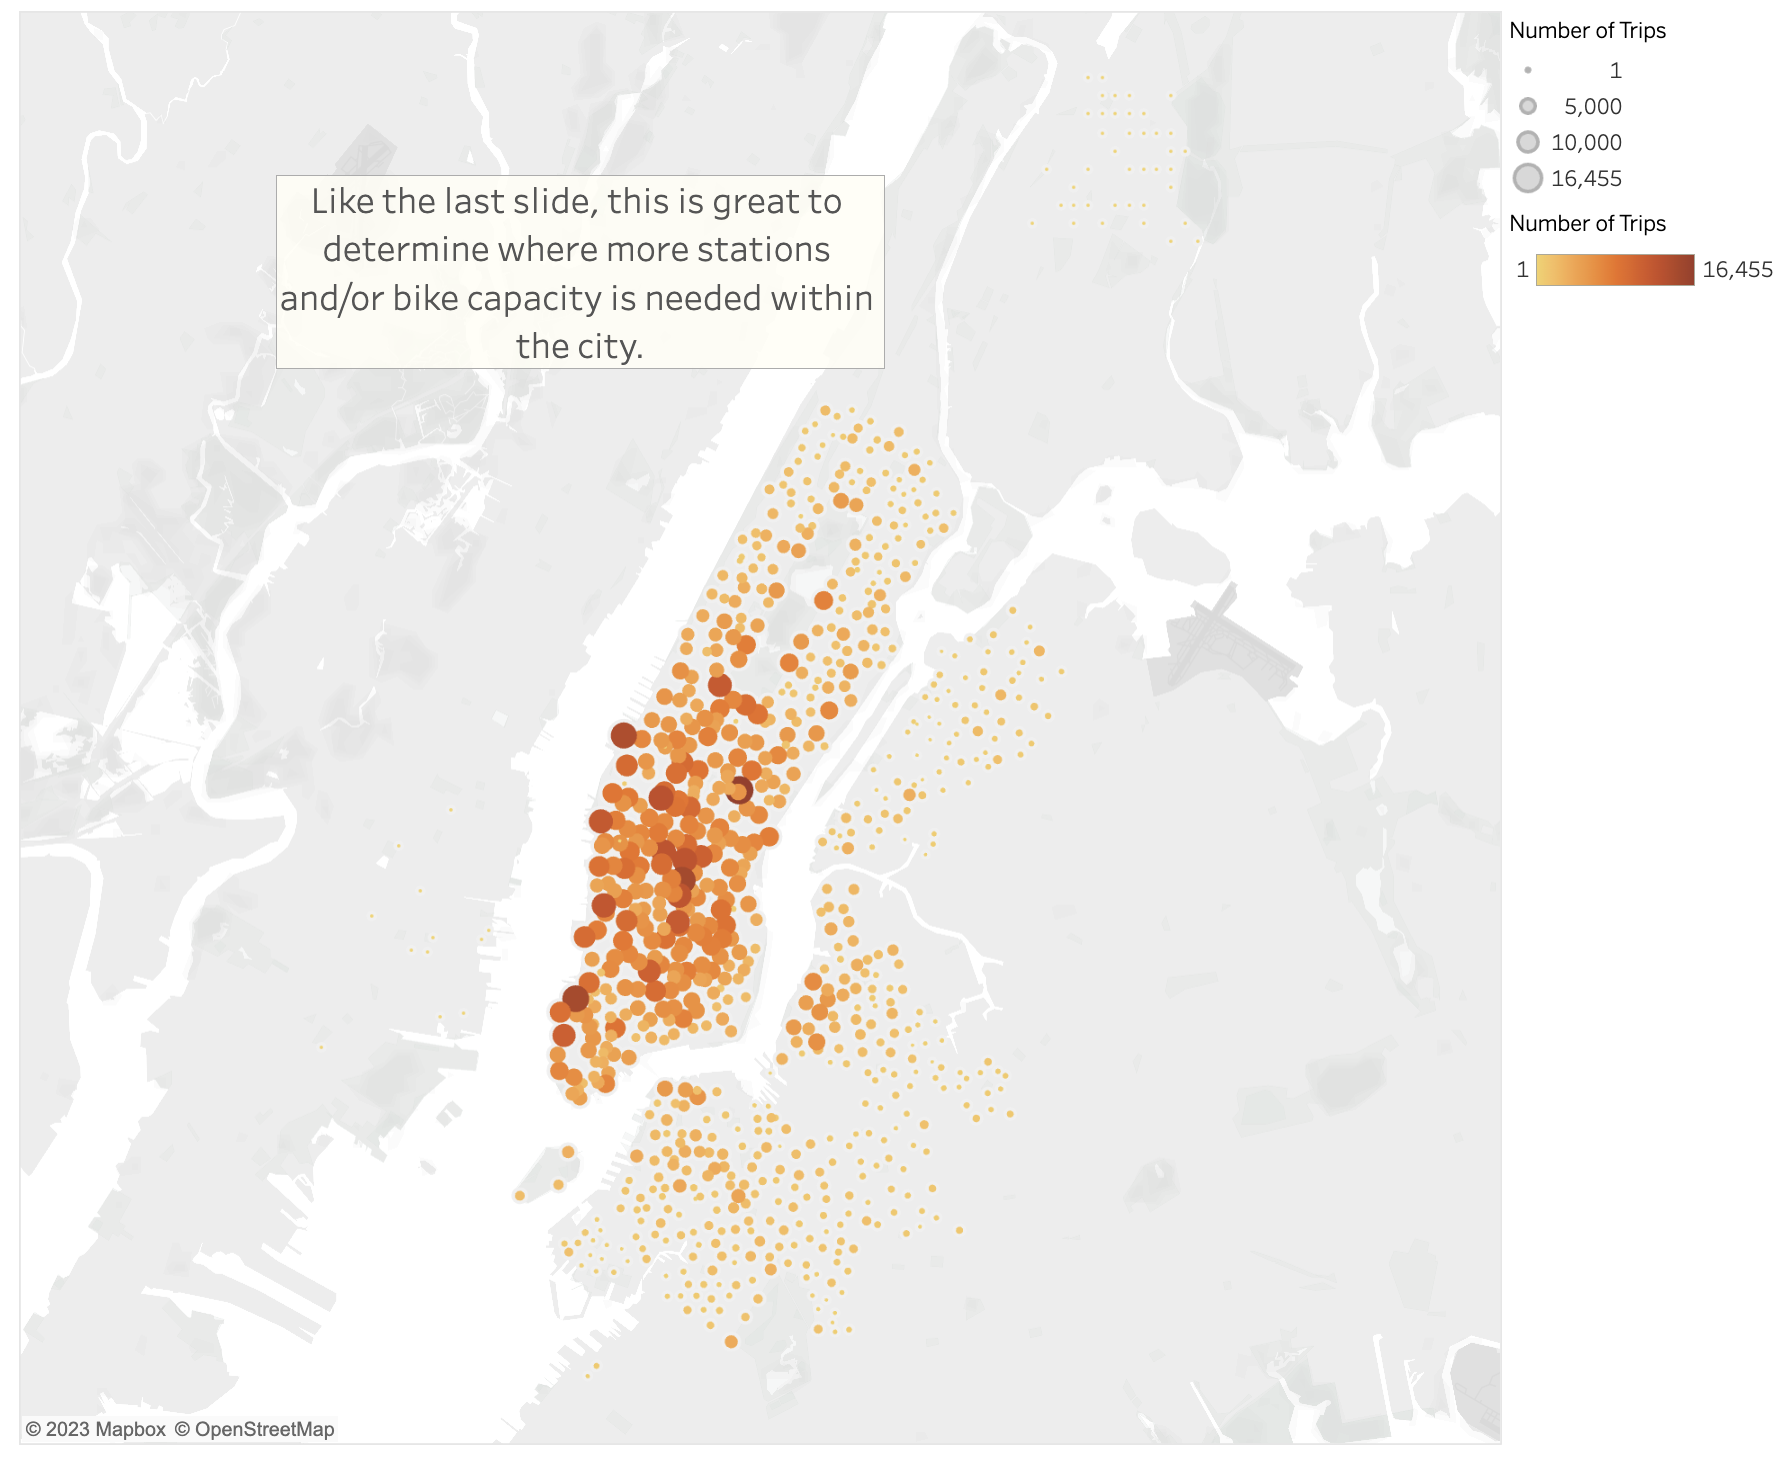 Number of Trips
1
5,000
10,000
16,455
Number of Trips
1 16,455
Like the last slide, this is great to
determine where more stations
and/or bike capacity is needed within
the city.
© 2023 Mapbox © OpenStreetMap